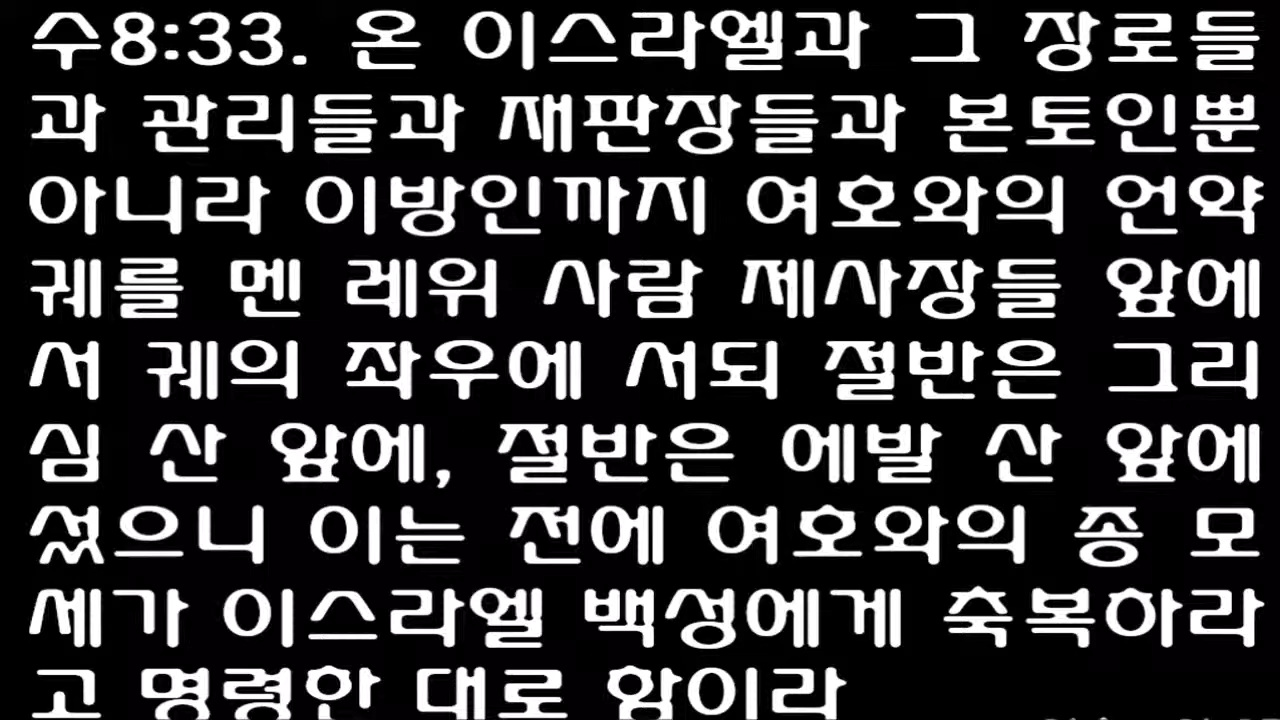 수8:33. 온 이스라엘과 그 장로들
과 관리들과 재판장들과 본토인뿐
아니라 이방인까지 여호와의 언약
궤를 멘 레위 사람 제사장들 앞에
서 궤의 좌우에 서되 절반은 그리
심 산 앞에, 절반은 에발 산 앞에
섰으니 이는 전에 여호와의 종 모
세가 이스라엘 백성에게 축복하라
고 명령한 대로 함이라